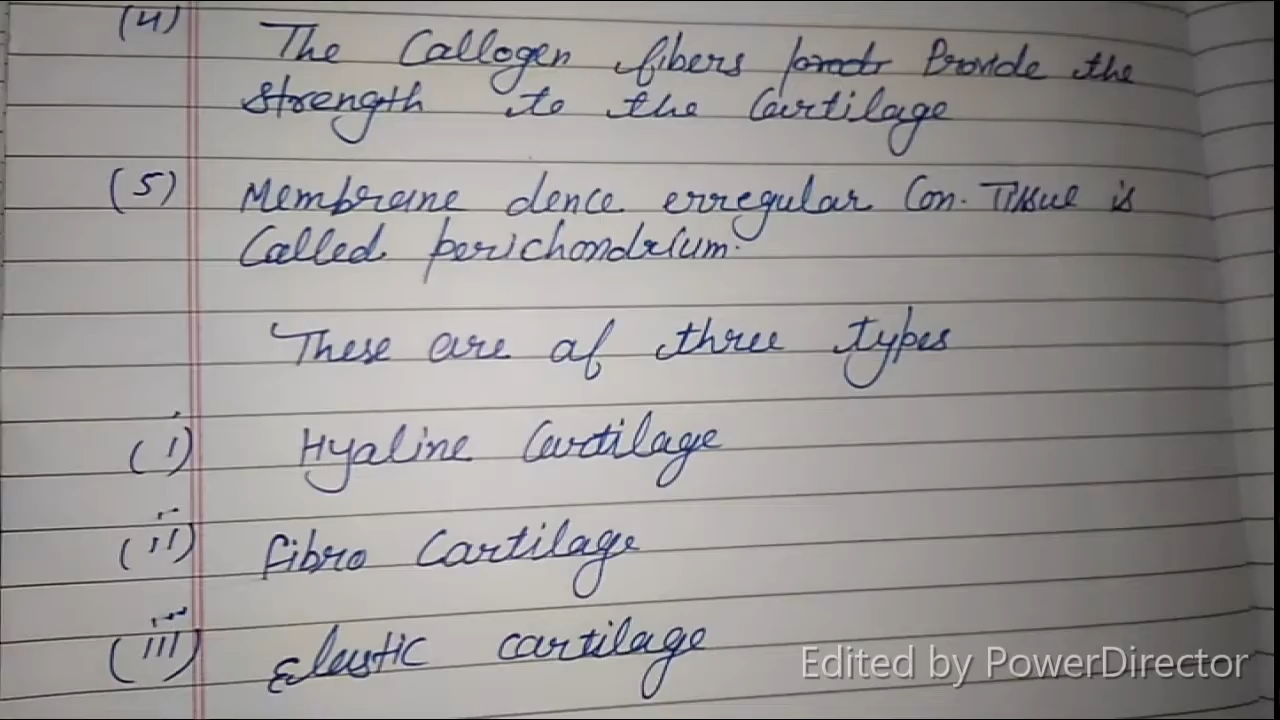 (4)
The Callogen fibers Provide the
strength to the Cartilage
(5) Membrane dence erregular Con. Tissue is
Called perichondrium.
These are of three types
(i) Hyaline Cartilage
(ii) fibro Cartilage
(iii) Elastic cartilage
Edited by PowerDirector